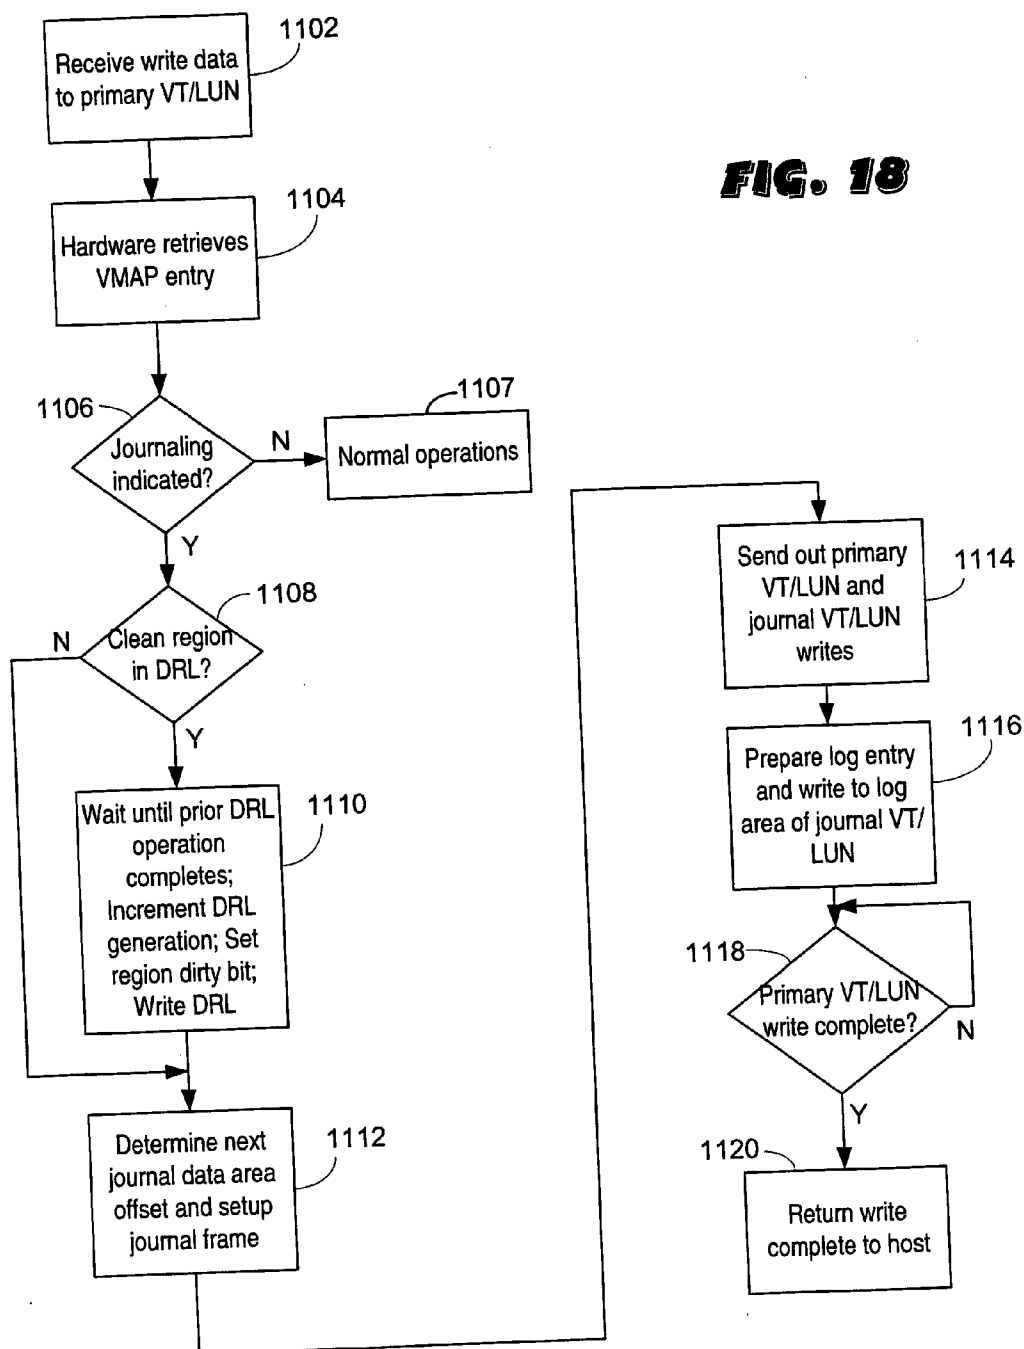 1102
Receive write data
to primary VT/LUN
FIG. 18
1104
Hardware retrieves
VMAP entry
1106
Journaling
indicated?
N
1107
Normal operations
Y
1108
Clean region
in DRL?
N
Y
1110
Wait until prior DRL
operation
completes;
Increment DRL
generation; Set
region dirty bit;
Write DRL
1112
Determine next
journal data area
offset and setup
journal frame
1114
Send out primary
VT/LUN and
journal VT/LUN
writes
1116
Prepare log entry
and write to log
area of journal VT/
LUN
1118
Primary VT/LUN
write complete?
N
Y
1120
Return write
complete to host